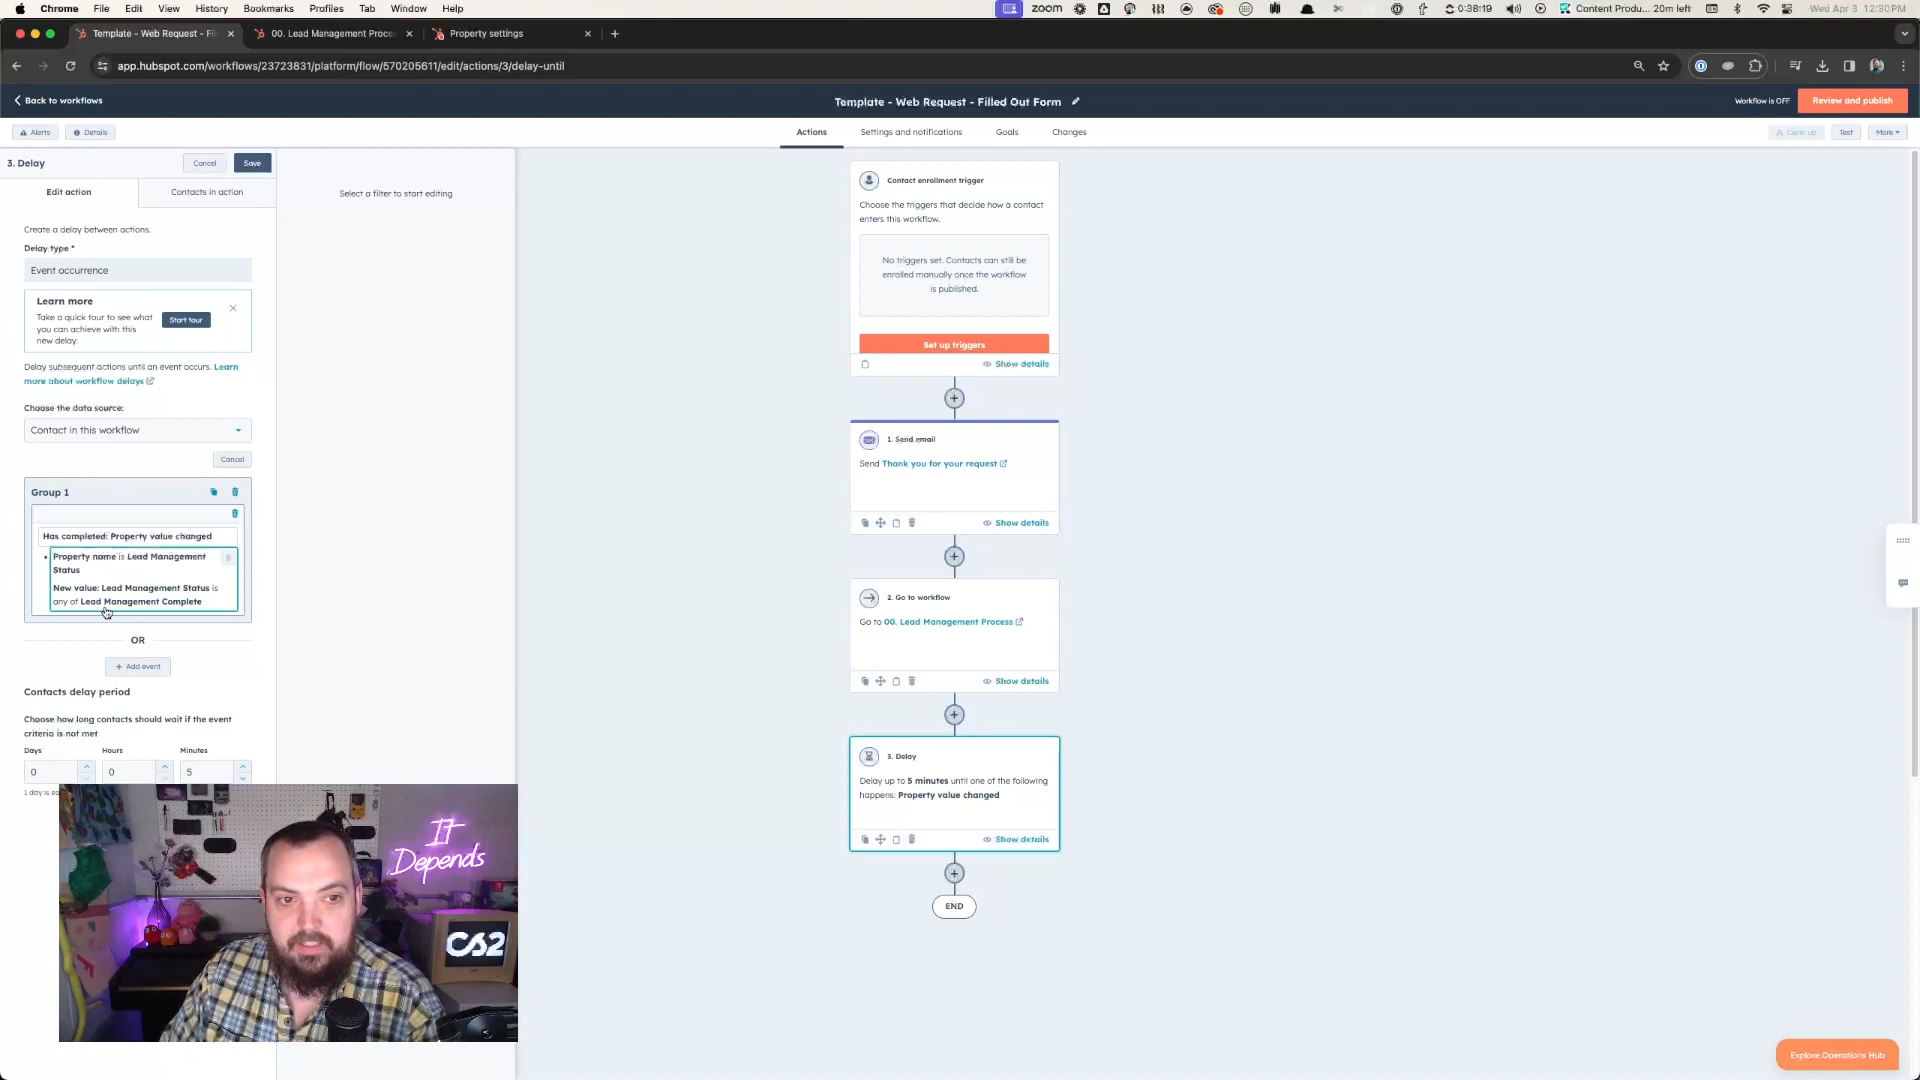 Chrome File Edit View History Bookmarks Profiles Tab Window Help
zoom 0:38:19 Content Produ... 20m left Wed Apr 3 12:30PM
Template - Web Request - Fil
00. Lead Management Proce
Property settings
app.hubspot.com/workflows/23723831/platform/flow/570205611/edit/actions/3/delay-until
Back to workflows
Template - Web Request - Filled Out Form
Workflow is OFF
Review and publish
Alerts
Details
Actions
Settings and notifications
Goals
Changes
Clean up
Test
More
3. Delay
Cancel
Save
Edit action
Contacts in action
Select a filter to start editing
Create a delay between actions.
Delay type *
Event occurrence
Learn more
Take a quick tour to see what
you can achieve with this
new delay.
Start tour
Delay subsequent actions until an event occurs. Learn
more about workflow delays
Choose the data source:
Contact in this workflow
Cancel
Group 1
Has completed: Property value changed
• Property name is Lead Management
Status
New value: Lead Management Status is
any of Lead Management Complete
OR
+ Add event
Contacts delay period
Choose how long contacts should wait if the event
criteria is not met
Days
Hours
Minutes
0
0
5
1 day is eq
Contact enrollment trigger
Choose the triggers that decide how a contact
enters this workflow.
No triggers set. Contacts can still be
enrolled manually once the workflow
is published.
Set up triggers
Show details
1. Send email
Send Thank you for your request
Show details
2. Go to workflow
Go to 00. Lead Management Process
Show details
3. Delay
Delay up to 5 minutes until one of the following
happens: Property value changed
Show details
END
IT
Depends
CS2
Explore Operations Hub